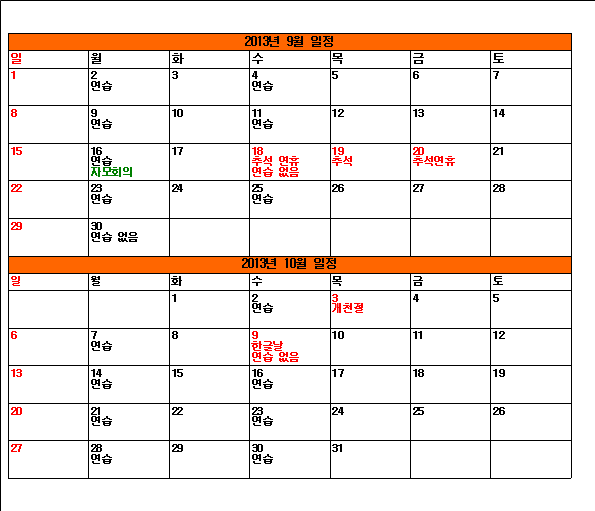 2013년 9월 일정
일 월 화 수 목 금 토
1 2 3 4 5 6 7
연습 연습
8 9 10 11 12 13 14
연습 연습
15 16 17 18 19 20 21
연습 추석 연휴 추석 추석연휴
자모회의 연습 없음
22 23 24 25 26 27 28
연습 연습
29 30
연습 없음
2013년 10월 일정
일 월 화 수 목 금 토
1 2 3 4 5
연습 개천절
6 7 8 9 10 11 12
연습 한글날
연습 없음
13 14 15 16 17 18 19
연습 연습
20 21 22 23 24 25 26
연습 연습
27 28 29 30 31
연습 연습